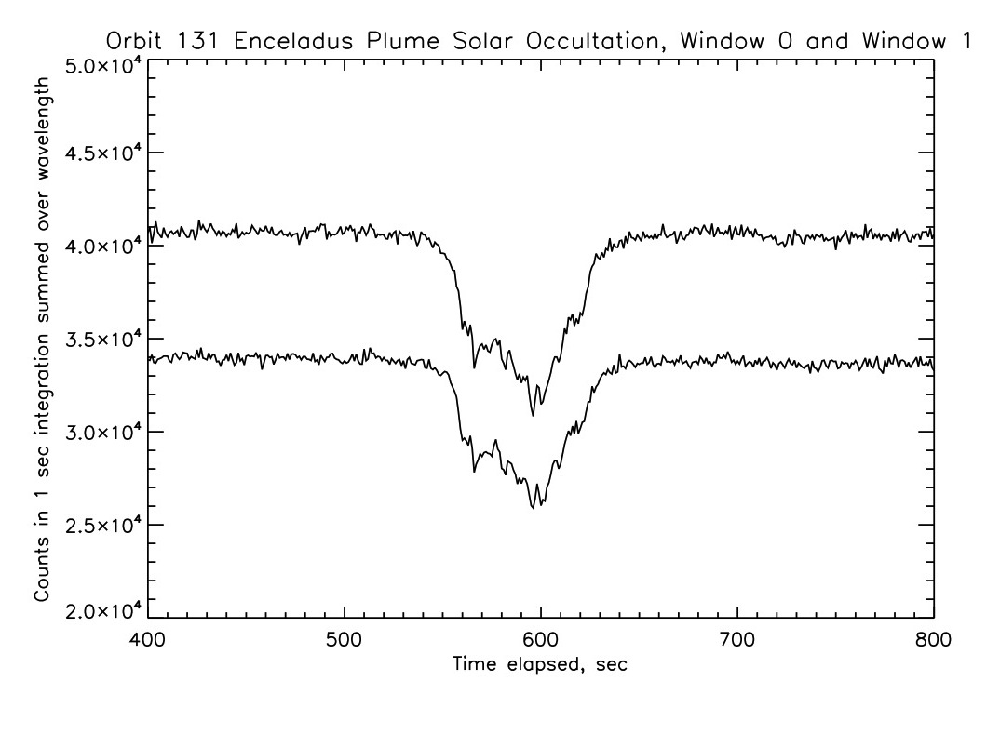 Orbit 131 Enceladus Plume Solar Occultation, Window 0 and Window 1
Counts in 1 sec integration summed over wavelength
5.0×10⁴
4.5×10⁴
4.0×10⁴
3.5×10⁴
3.0×10⁴
2.5×10⁴
2.0×10⁴
400 500 600 700 800
Time elapsed, sec